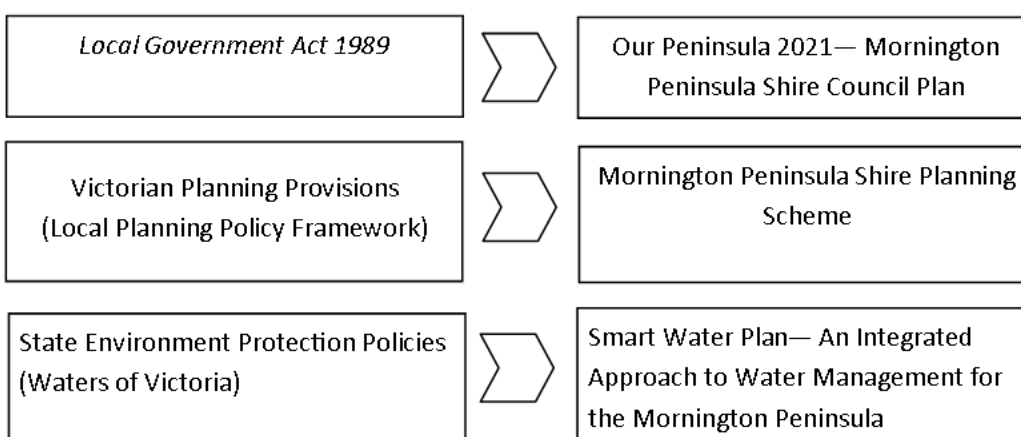 Local Government Act 1989
Our Peninsula 2021— Mornington
Peninsula Shire Council Plan
Victorian Planning Provisions
(Local Planning Policy Framework)
Mornington Peninsula Shire Planning
Scheme
State Environment Protection Policies
(Waters of Victoria)
Smart Water Plan— An Integrated
Approach to Water Management for
the Mornington Peninsula